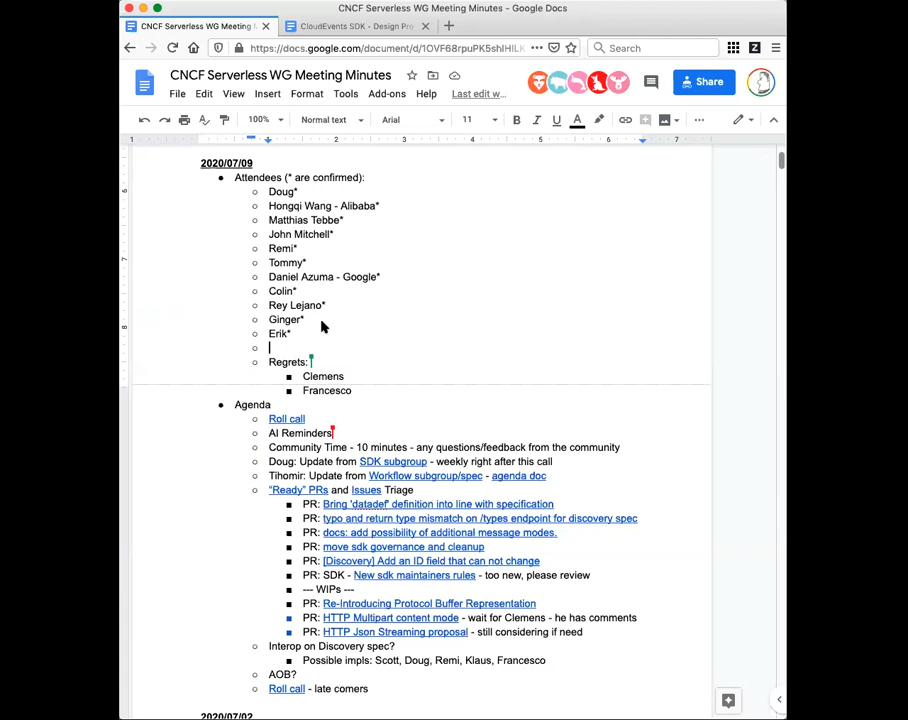 CNCF Serverless WG Meeting Minutes - Google Docs
CNCF Serverless WG Meeting M
CloudEvents SDK - Design Pro
https://docs.google.com/document/d/1OVF68rpuPK5shIHILK
Search
CNCF Serverless WG Meeting Minutes
File Edit View Insert Format Tools Add-ons Help Last edit w...
Share
100% Normal text Arial 11 B I U A
1 2 3 4 5 6 7
2020/07/09
Attendees (* are confirmed):
Doug*
Hongqi Wang - Alibaba*
Matthias Tebbe*
John Mitchell*
Remi*
Tommy*
Daniel Azuma - Google*
Colin*
Rey Lejano*
Ginger*
Erik*
Regrets:
Clemens
Francesco
Agenda
Roll call
AI Reminders
Community Time - 10 minutes - any questions/feedback from the community
Doug: Update from SDK subgroup - weekly right after this call
Tihomir: Update from Workflow subgroup/spec - agenda doc
“Ready” PRs and Issues Triage
PR: Bring 'datadef' definition into line with specification
PR: typo and return type mismatch on /types endpoint for discovery spec
PR: docs: add possibility of additional message modes.
PR: move sdk governance and cleanup
PR: [Discovery] Add an ID field that can not change
PR: SDK - New sdk maintainers rules - too new, please review
--- WIPs ---
PR: Re-Introducing Protocol Buffer Representation
PR: HTTP Multipart content mode - wait for Clemens - he has comments
PR: HTTP Json Streaming proposal - still considering if need
Interop on Discovery spec?
Possible impls: Scott, Doug, Remi, Klaus, Francesco
AOB?
Roll call - late comers
2020/07/02